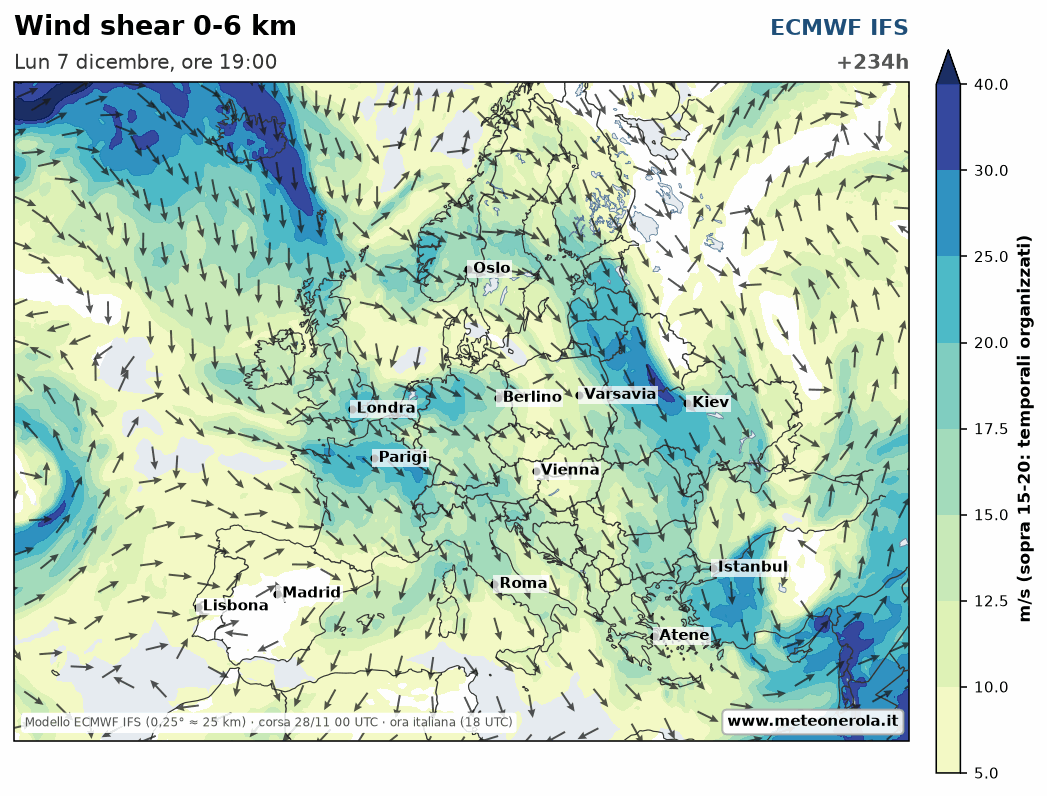 Wind shear 0-6 km
ECMWF IFS
Lun 7 dicembre, ore 19:00
+234h
Oslo
Berlino
Varsavia
Kiev
Londra
Parigi
Vienna
Istanbul
Roma
Madrid
Lisbona
Atene
Modello ECMWF IFS (0,25° ≈ 25 km) · corsa 28/11 00 UTC · ora italiana (18 UTC)
www.meteonerola.it
40.0
30.0
25.0
20.0
17.5
15.0
12.5
10.0
5.0
m/s (sopra 15-20: temporali organizzati)